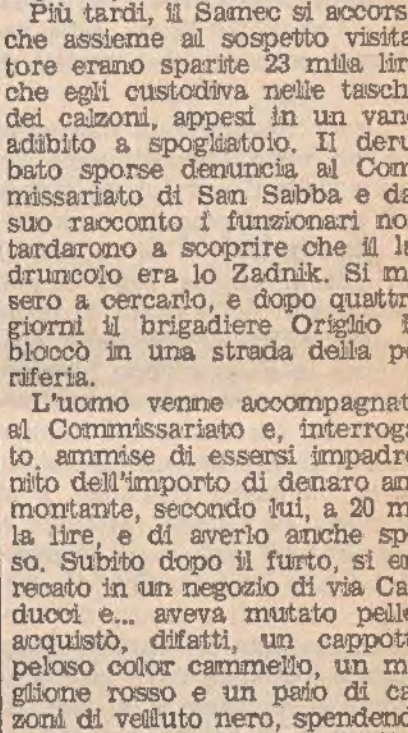 Più tardi, il Samec si accors
che assieme al sospetto visita
tore erano sparite 23 mila lir
che egli custodiva nelle tasch
dei calzoni, appesi in un van
adibito a spogliatoio. Il deru
bato sporse denuncia al Com
missariato di San Sabba e da
suo racconto i funzionari no
tardarono a scoprire che il la
druncolo era lo Zadnik. Si mi
sero a cercarlo, e dopo quattr
giorni il brigadiere Origlio l
bloccò in una strada della pe
riferia.
L'uomo venne accompagnat
al Commissariato e, interroga
to, ammise di essersi impadro
nito dell'importo di denaro am
montante, secondo lui, a 20 m
la lire, e di averlo anche spe
so. Subito dopo il furto, si er
recato in un negozio di via Ca
ducci e... aveva mutato pelle
acquistò, difatti, un cappott
peloso color cammello, un ma
glione rosso e un paio di ca
zoni di velluto nero, spendend